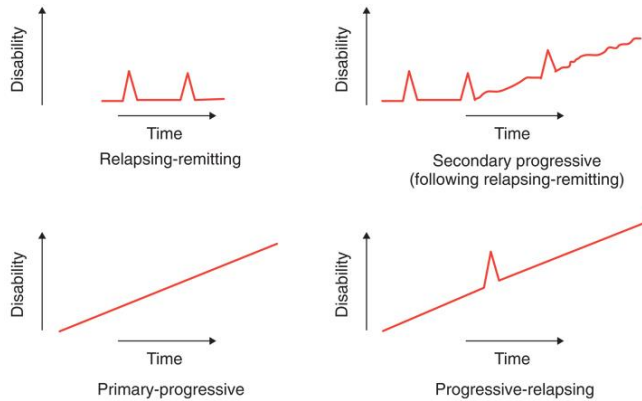 Disability
Time
Relapsing-remitting
Disability
Time
Secondary progressive
(following relapsing-remitting)
Disability
Time
Primary-progressive
Disability
Time
Progressive-relapsing